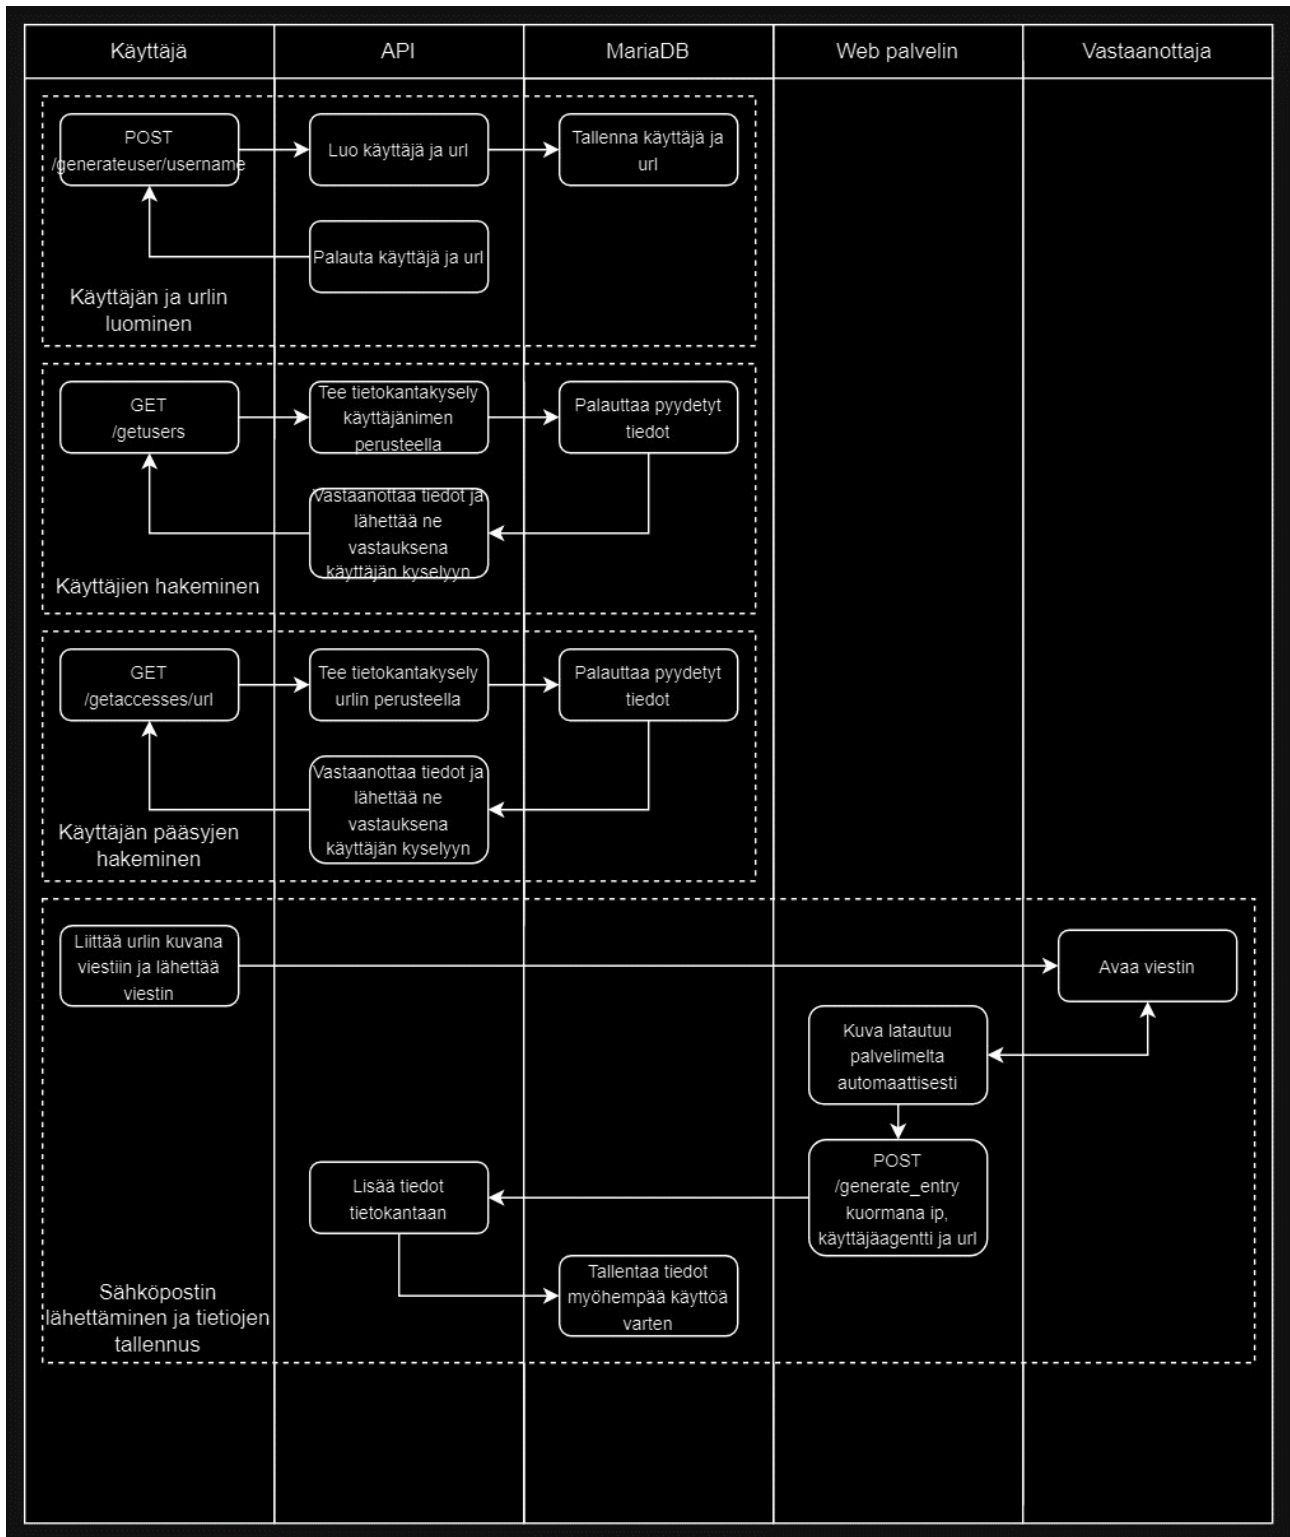 Käyttäjä
API
MariaDB
Web palvelin
Vastaanottaja
POST
/generateuser/username
Luo käyttäjä ja url
Tallenna käyttäjä ja
url
Palauta käyttäjä ja url
Käyttäjän ja urlin
luominen
GET
/getusers
Tee tietokantakysely
käyttäjänimen
perusteella
Palauttaa pyydetyt
tiedot
Vastaanottaa tiedot ja
lähettää ne
vastauksena
käyttäjän kyselyyn
Käyttäjien hakeminen
GET
/getaccesses/url
Tee tietokantakysely
urlin perusteella
Palauttaa pyydetyt
tiedot
Vastaanottaa tiedot ja
lähettää ne
vastauksena
käyttäjän kyselyyn
Käyttäjän pääsyjen
hakeminen
Liittää urlin kuvana
viestiin ja lähettää
viestin
Avaa viestin
Kuva latautuu
palvelimelta
automaattisesti
POST
/generate_entry
kuormana ip,
käyttäjäagentti ja url
Lisää tiedot
tietokantaan
Tallentaa tiedot
myöhempää käyttöä
varten
Sähköpostin
lähettäminen ja tietiojen
tallennus